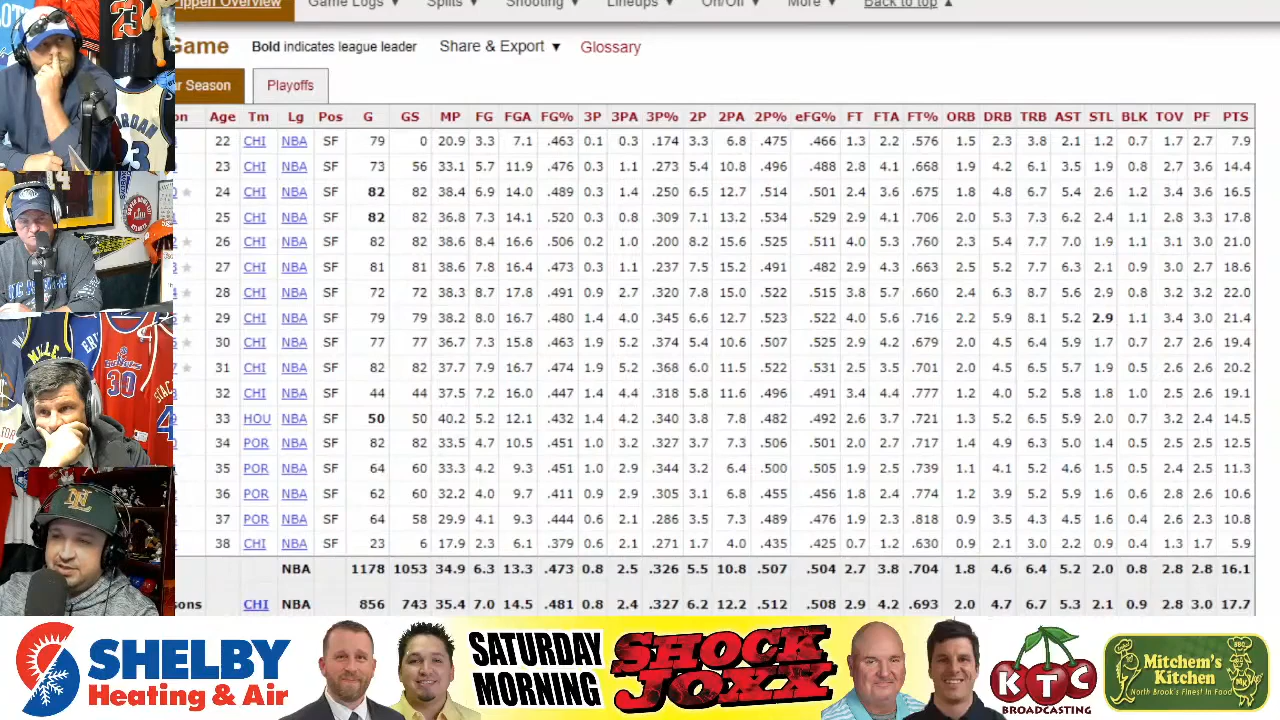 Pippen Overview Game Logs ▼ Splits ▼ Shooting ▼ Lineups ▼ On/Off ▼ More ▼ Back to top ▲
Game Bold indicates league leader Share & Export ▼ Glossary
ar Season Playoffs
on Age Tm Lg Pos G GS MP FG FGA FG% 3P 3PA 3P% 2P 2PA 2P% eFG% FT FTA FT% ORB DRB TRB AST STL BLK TOV PF PTS
22 CHI NBA SF 79 0 20.9 3.3 7.1 .463 0.1 0.3 .174 3.3 6.8 .475 .466 1.3 2.2 .576 1.5 2.3 3.8 2.1 1.2 0.7 1.7 2.7 7.9
23 CHI NBA SF 73 56 33.1 5.7 11.9 .476 0.3 1.1 .273 5.4 10.8 .496 .488 2.8 4.1 .668 1.9 4.2 6.1 3.5 1.9 0.8 2.7 3.6 14.4
24 CHI NBA SF 82 82 38.4 6.9 14.0 .489 0.3 1.4 .250 6.5 12.7 .514 .501 2.4 3.6 .675 1.8 4.8 6.7 5.4 2.6 1.2 3.4 3.6 16.5
25 CHI NBA SF 82 82 36.8 7.3 14.1 .520 0.3 0.8 .309 7.1 13.2 .534 .529 2.9 4.1 .706 2.0 5.3 7.3 6.2 2.4 1.1 2.8 3.3 17.8
26 CHI NBA SF 82 82 38.6 8.4 16.6 .506 0.2 1.0 .200 8.2 15.6 .525 .511 4.0 5.3 .760 2.3 5.4 7.7 7.0 1.9 1.1 3.1 3.0 21.0
27 CHI NBA SF 81 81 38.6 7.8 16.4 .473 0.3 1.1 .237 7.5 15.2 .491 .482 2.9 4.4 .663 2.5 5.2 7.7 6.3 2.1 0.9 3.0 2.7 18.6
28 CHI NBA SF 72 72 38.3 8.7 17.8 .491 0.9 2.7 .320 7.8 15.0 .522 .515 3.8 5.7 .660 2.4 6.3 8.7 5.6 2.9 0.8 3.2 3.2 22.0
29 CHI NBA SF 79 79 38.2 8.0 16.7 .480 1.4 4.0 .345 6.6 12.7 .523 .522 4.0 5.6 .716 2.2 5.9 8.1 5.2 2.9 1.1 3.4 3.0 21.4
30 CHI NBA SF 77 77 36.7 7.3 15.8 .463 1.9 5.2 .374 5.4 10.6 .507 .525 2.9 4.2 .679 2.0 4.5 6.4 5.9 1.7 0.7 2.7 2.6 19.4
31 CHI NBA SF 82 82 37.7 7.9 16.7 .474 1.9 5.2 .368 6.0 11.5 .522 .531 2.5 3.5 .701 2.0 4.5 6.5 5.7 1.9 0.5 2.6 2.6 20.2
32 CHI NBA SF 44 44 37.5 7.2 16.0 .447 1.4 4.4 .318 5.8 11.6 .496 .491 3.4 4.4 .777 1.2 4.0 5.2 5.8 1.8 1.0 2.5 2.6 19.1
33 HOU NBA SF 50 50 40.2 5.2 12.1 .432 1.4 4.2 .340 3.8 7.8 .482 .492 2.6 3.7 .721 1.3 5.2 6.5 5.9 2.0 0.7 3.2 2.4 14.5
34 POR NBA SF 82 82 33.5 4.7 10.5 .451 1.0 3.2 .327 3.7 7.3 .506 .501 2.0 2.7 .717 1.4 4.9 6.3 5.0 1.4 0.5 2.5 2.5 12.5
35 POR NBA SF 64 60 33.3 4.2 9.3 .451 1.0 2.9 .344 3.2 6.4 .500 .505 1.9 2.5 .739 1.1 4.1 5.2 4.6 1.5 0.5 2.4 2.5 11.3
36 POR NBA SF 62 60 32.2 4.0 9.7 .411 0.9 2.9 .305 3.1 6.8 .455 .456 1.8 2.4 .774 1.2 3.9 5.2 5.9 1.6 0.6 2.8 2.6 10.6
37 POR NBA SF 64 58 29.9 4.1 9.3 .444 0.6 2.1 .286 3.5 7.3 .489 .476 1.9 2.3 .818 0.9 3.5 4.3 4.5 1.6 0.4 2.6 2.3 10.8
38 CHI NBA SF 23 6 17.9 2.3 6.1 .379 0.6 2.1 .271 1.7 4.0 .435 .425 0.7 1.2 .630 0.9 2.1 3.0 2.2 0.9 0.4 1.3 1.7 5.9
NBA 1178 1053 34.9 6.3 13.3 .473 0.8 2.5 .326 5.5 10.8 .507 .504 2.7 3.8 .704 1.8 4.6 6.4 5.2 2.0 0.8 2.8 2.8 16.1
sons CHI NBA 856 743 35.4 7.0 14.5 .481 0.8 2.4 .327 6.2 12.2 .512 .508 2.9 4.2 .693 2.0 4.7 6.7 5.3 2.1 0.9 2.8 3.0 17.7
23
30
SHELBY
Heating & Air
SATURDAY
MORNING
SHOCK
JOXX
KTC
BROADCASTING
Mitchem's
Kitchen
North Brook's Finest In Food